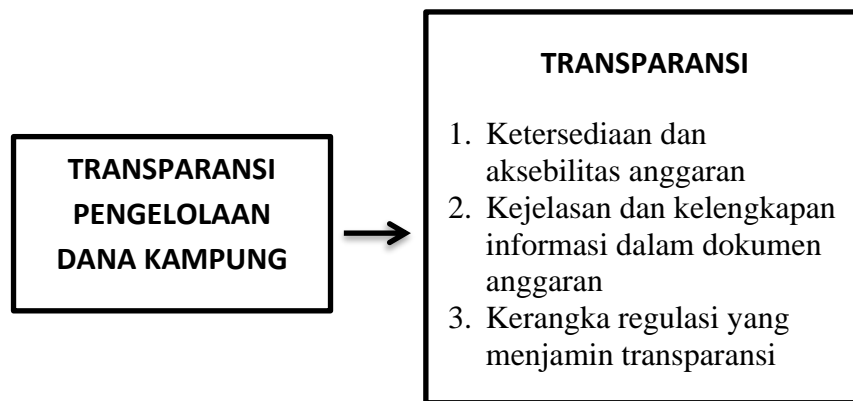 TRANSPARANSI
PENGELOLAAN
DANA KAMPUNG
TRANSPARANSI
1. Ketersediaan dan
aksebilitas anggaran
2. Kejelasan dan kelengkapan
informasi dalam dokumen
anggaran
3. Kerangka regulasi yang
menjamin transparansi